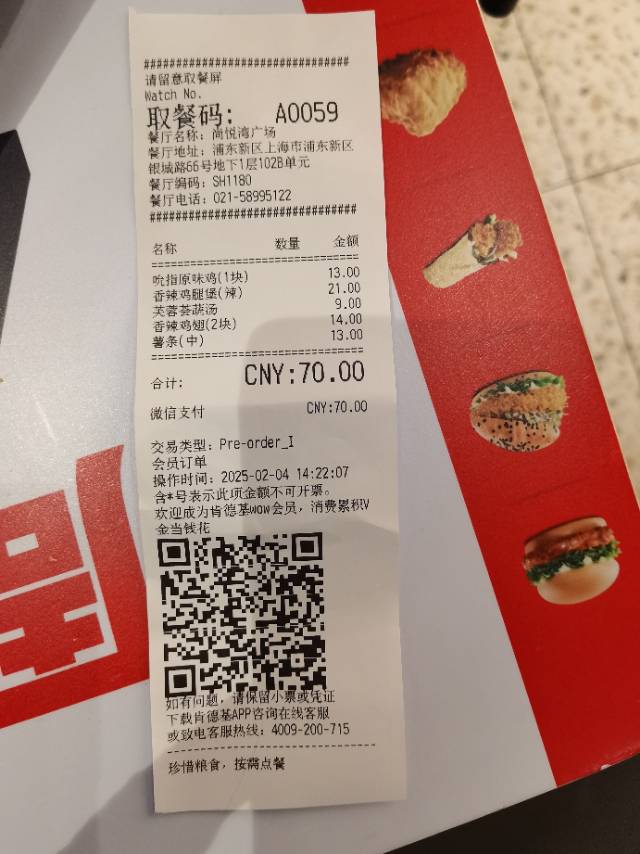 ################################
请留意取餐屏
Watch No.
取餐码: A0059
餐厅名称: 尚悦湾广场
餐厅地址: 浦东新区上海市浦东新区
银城路66号地下1层102B单元
餐厅编码: SH1180
餐厅电话: 021-58995122
################################
名称 数量 金额
================================
吮指原味鸡(1块) 13.00
香辣鸡腿堡(辣) 21.00
芙蓉荟蔬汤 9.00
香辣鸡翅(2块) 14.00
薯条(中) 13.00
================================
合计: CNY:70.00
微信支付 CNY:70.00
交易类型: Pre-order_I
会员订单
操作时间: 2025-02-04 14:22:07
含*号表示此项金额不可开票。
欢迎成为肯德基wow会员, 消费累积V
金当钱花
如有问题, 请保留小票或凭证
下载肯德基APP咨询在线客服
或致电客服热线: 4009-200-715
--------------------------------
珍惜粮食, 按需点餐